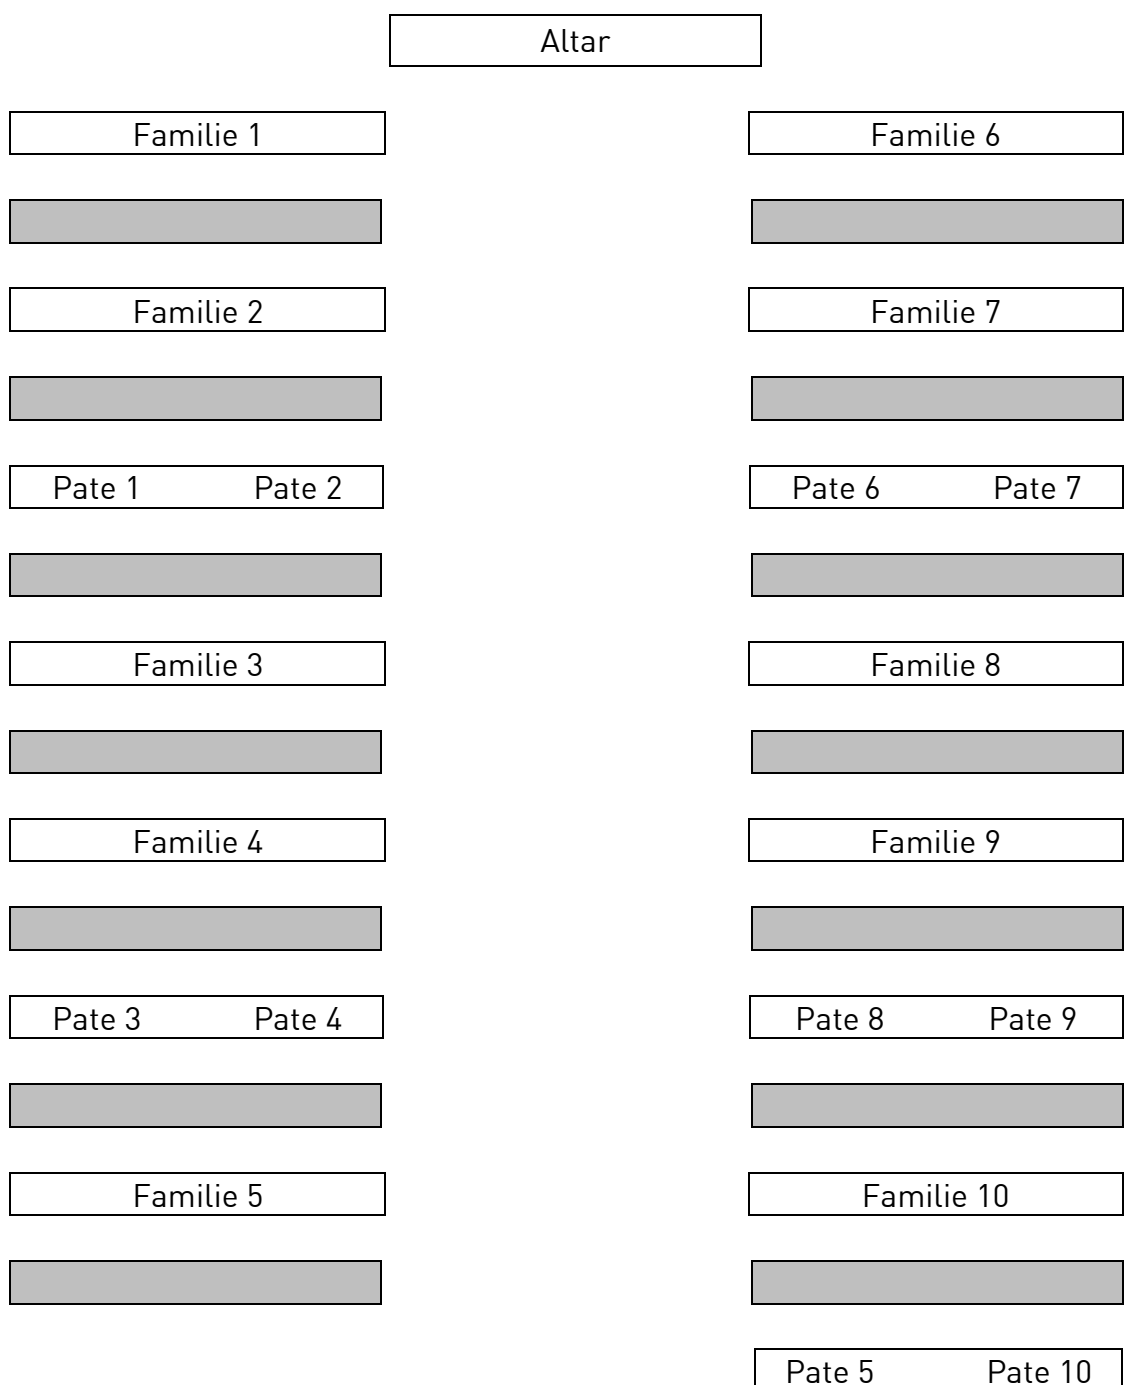 Altar
Familie 1
Familie 6
Familie 2
Familie 7
Pate 1 Pate 2
Pate 6 Pate 7
Familie 3
Familie 8
Familie 4
Familie 9
Pate 3 Pate 4
Pate 8 Pate 9
Familie 5
Familie 10
Pate 5 Pate 10